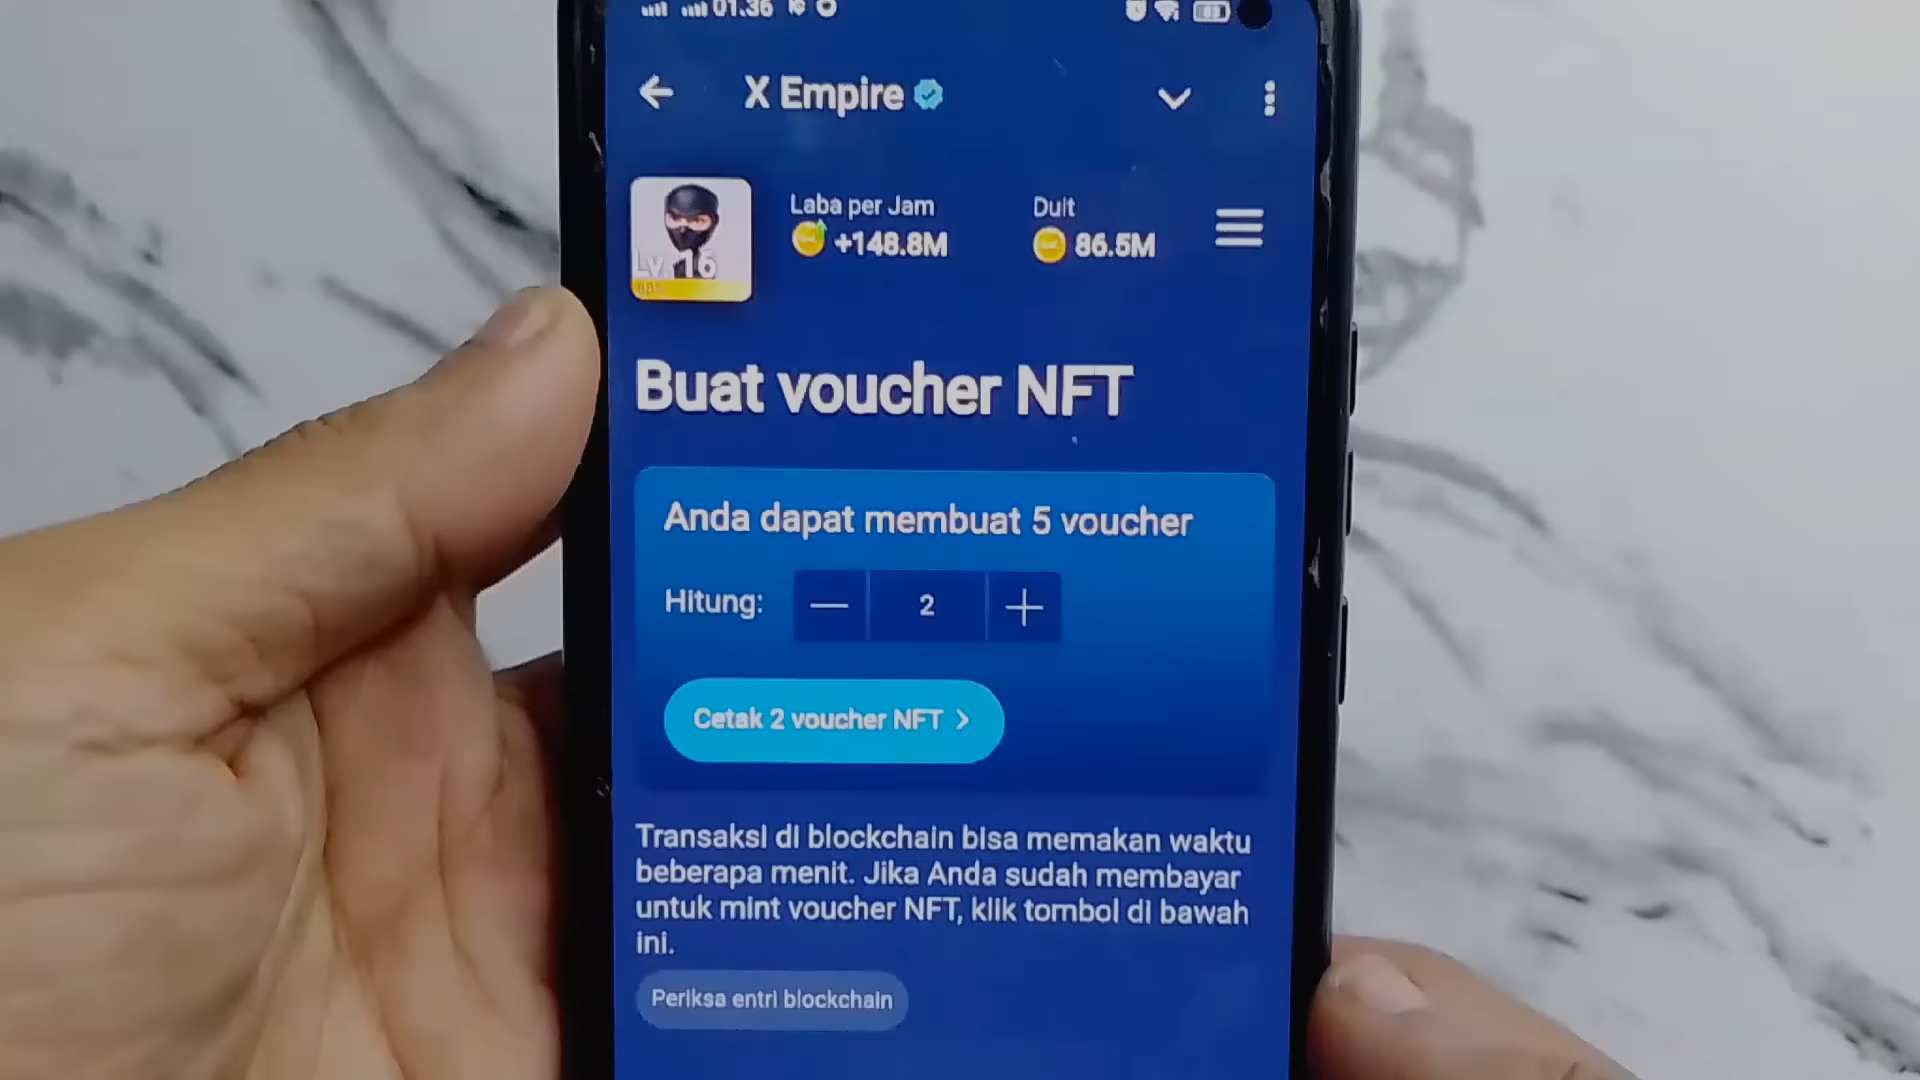 01.36
X Empire
Laba per Jam
Duit
+148.8M
86.5M
Lv. 16
Buat voucher NFT
Anda dapat membuat 5 voucher
Hitung:
2
Cetak 2 voucher NFT
Transaksi di blockchain bisa memakan waktu
beberapa menit. Jika Anda sudah membayar
untuk mint voucher NFT, klik tombol di bawah
ini.
Periksa entri blockchain